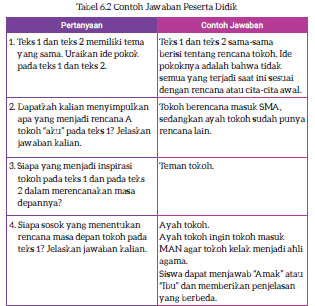 Tabel 6.2 Contoh Jawaban Peserta Didik
Pertanyaan
Contoh Jawaban
1. Teks 1 dan teks 2 memiliki tema
yang sama. Uraikan ide pokok
pada teks 1 dan teks 2.
Teks 1 dan teks 2 sama-sama
berisi tentang rencana tokoh. Ide
pokoknya adalah bahwa tidak
semua yang terjadi saat ini sesuai
dengan rencana atau cita-cita awal.
2. Dapatkah kalian menyimpulkan
apa yang menjadi rencana A
tokoh "aku" pada teks 1? Jelaskan
jawaban kalian.
Tokoh berencana masuk SMA,
sedangkan ayah tokoh sudah punya
rencana lain.
3. Siapa yang menjadi inspirasi
tokoh pada teks 1 dan pada teks
2 dalam merencanakan masa
depannya?
Teman tokoh.
4. Siapa sosok yang menentukan
rencana masa depan tokoh pada
teks 1? Jelaskan jawaban kalian.
Ayah tokoh.
Ayah tokoh ingin tokoh masuk
MAN agar tokoh kelak menjadi ahli
agama.
Siswa dapat menjawab "Amak" atau
"Ibu" dan memberikan penjelasan
yang berbeda.